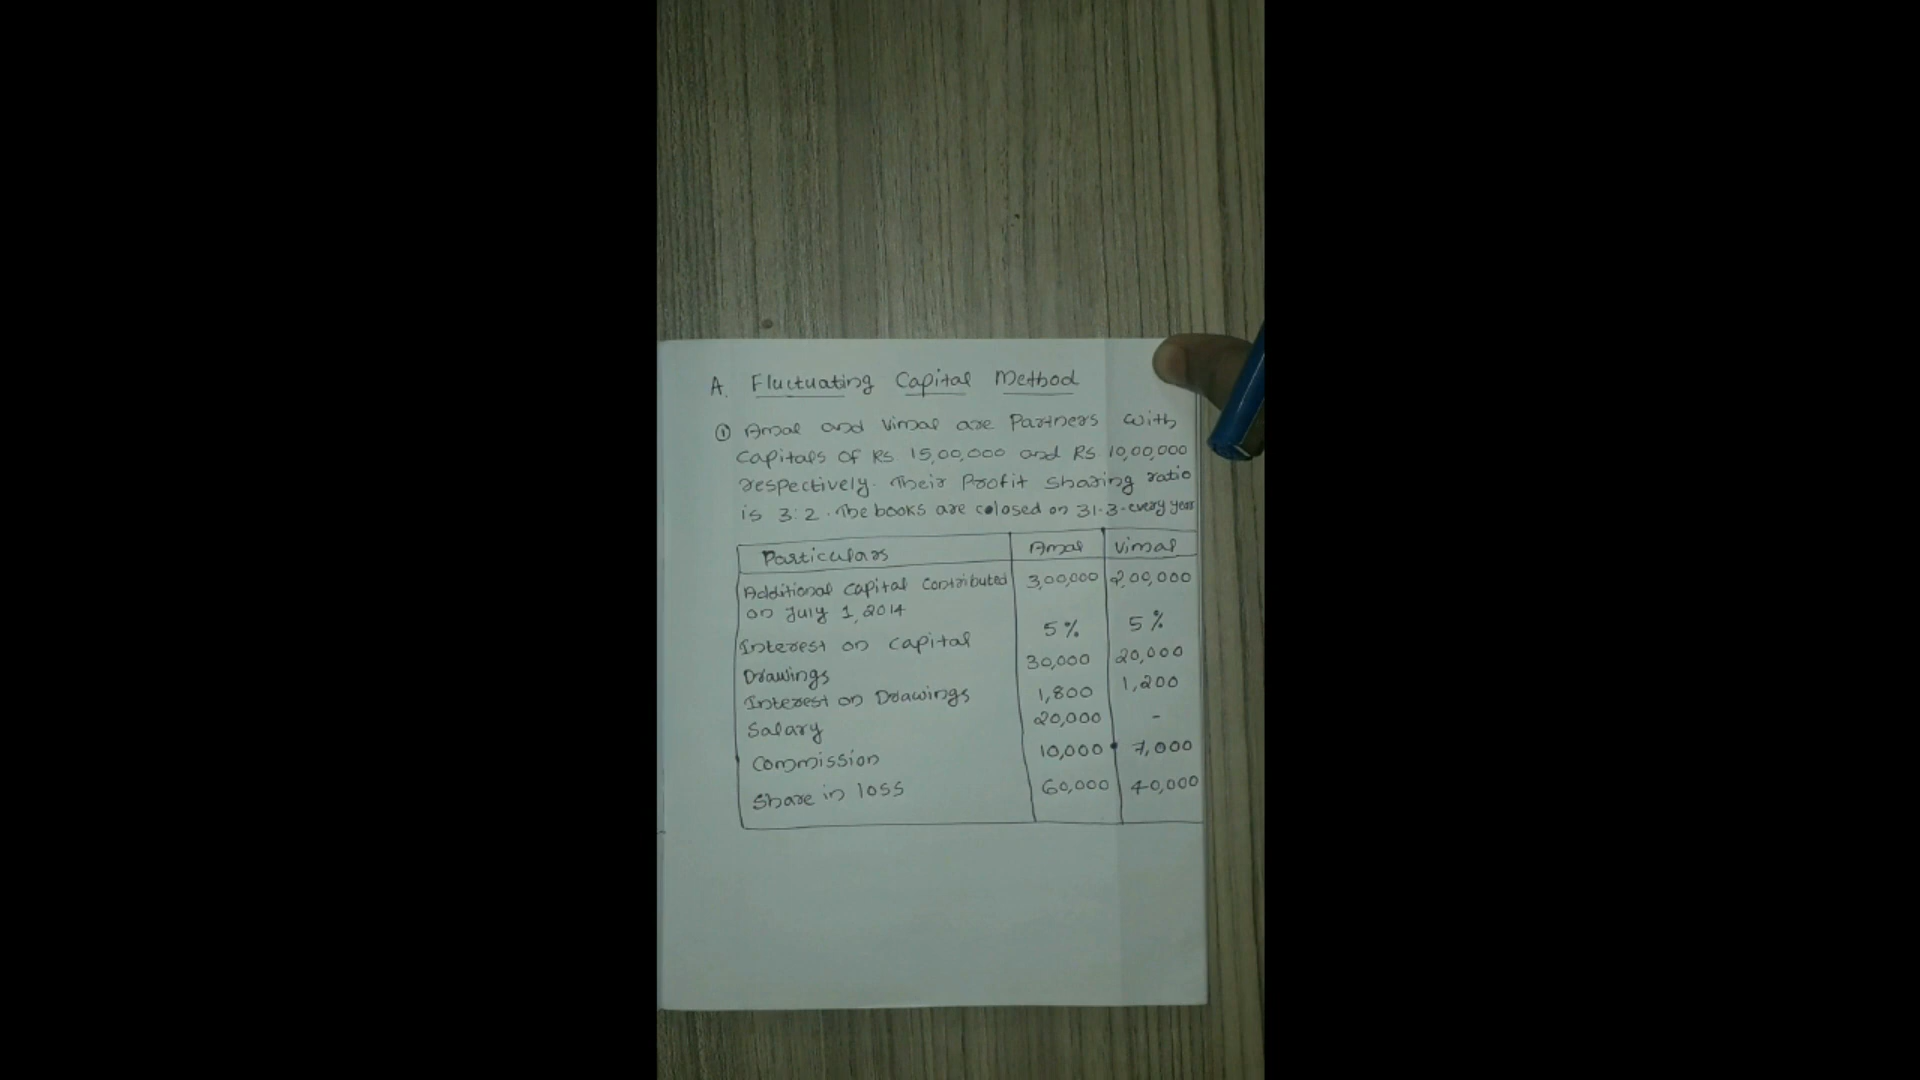 A. Fluctuating Capital Method
① Amal and Vimal are Partners with
Capitals of Rs 15,00,000 and Rs. 10,00,000
respectively. Their Profit sharing ratio
is 3:2. The books are colosed on 31-3-every year
Particulars Amal Vimal
Additional capital contributed 3,00,000 2,00,000
on July 1, 2014
Interest on capital 5% 5%
Drawings 30,000 20,000
Interest on Drawings 1,800 1,200
Salary 20,000 -
Commission 10,000 7,000
Share in loss 60,000 40,000